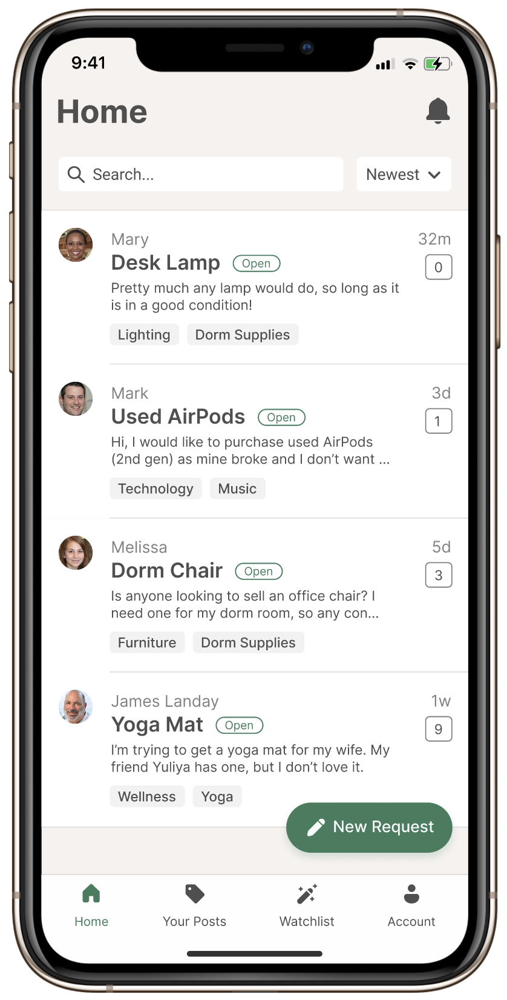 9:41
Home
Search...
Newest
Mary
32m
Desk Lamp
Open
0
Pretty much any lamp would do, so long as it
is in a good condition!
Lighting
Dorm Supplies
Mark
3d
Used AirPods
Open
1
Hi, I would like to purchase used AirPods
(2nd gen) as mine broke and I don’t want ...
Technology
Music
Melissa
5d
Dorm Chair
Open
3
Is anyone looking to sell an office chair? I
need one for my dorm room, so any con...
Furniture
Dorm Supplies
James Landay
1w
Yoga Mat
Open
9
I’m trying to get a yoga mat for my wife. My
friend Yuliya has one, but I don’t love it.
Wellness
Yoga
New Request
Home
Your Posts
Watchlist
Account